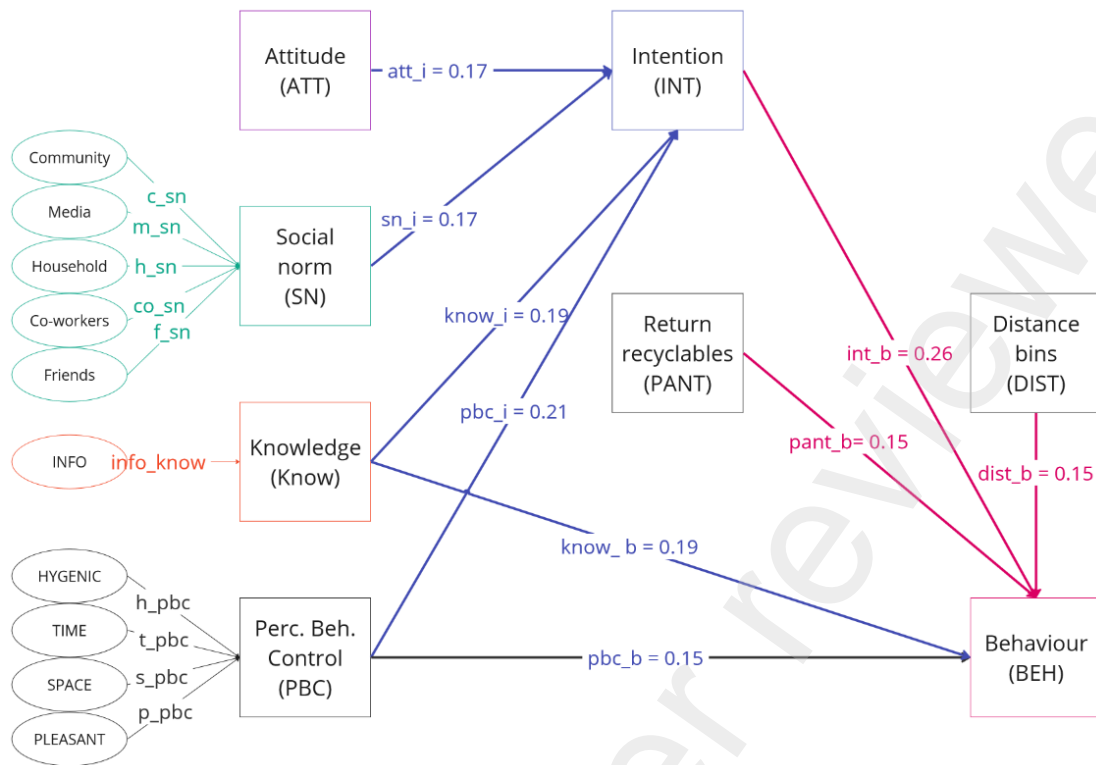 Attitude
(ATT)
att_i = 0.17
Intention
(INT)
Community
Media
Household
Co-workers
Friends
c_sn
m_sn
h_sn
co_sn
f_sn
Social
norm
(SN)
sn_i = 0.17
know_i = 0.19
pbc_i = 0.21
Return
recyclables
(PANT)
int_b = 0.26
Distance
bins
(DIST)
pant_b= 0.15
dist_b = 0.15
INFO
info_know
Knowledge
(Know)
know_ b = 0.19
HYGENIC
TIME
SPACE
PLEASANT
h_pbc
t_pbc
s_pbc
p_pbc
Perc. Beh.
Control
(PBC)
pbc_b = 0.15
Behaviour
(BEH)
er reviewe